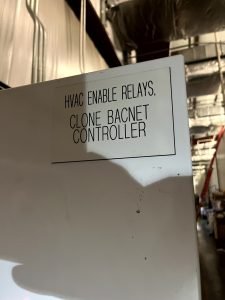 HVAC ENABLE RELAYS,
CLONE BACNET
CONTROLLER